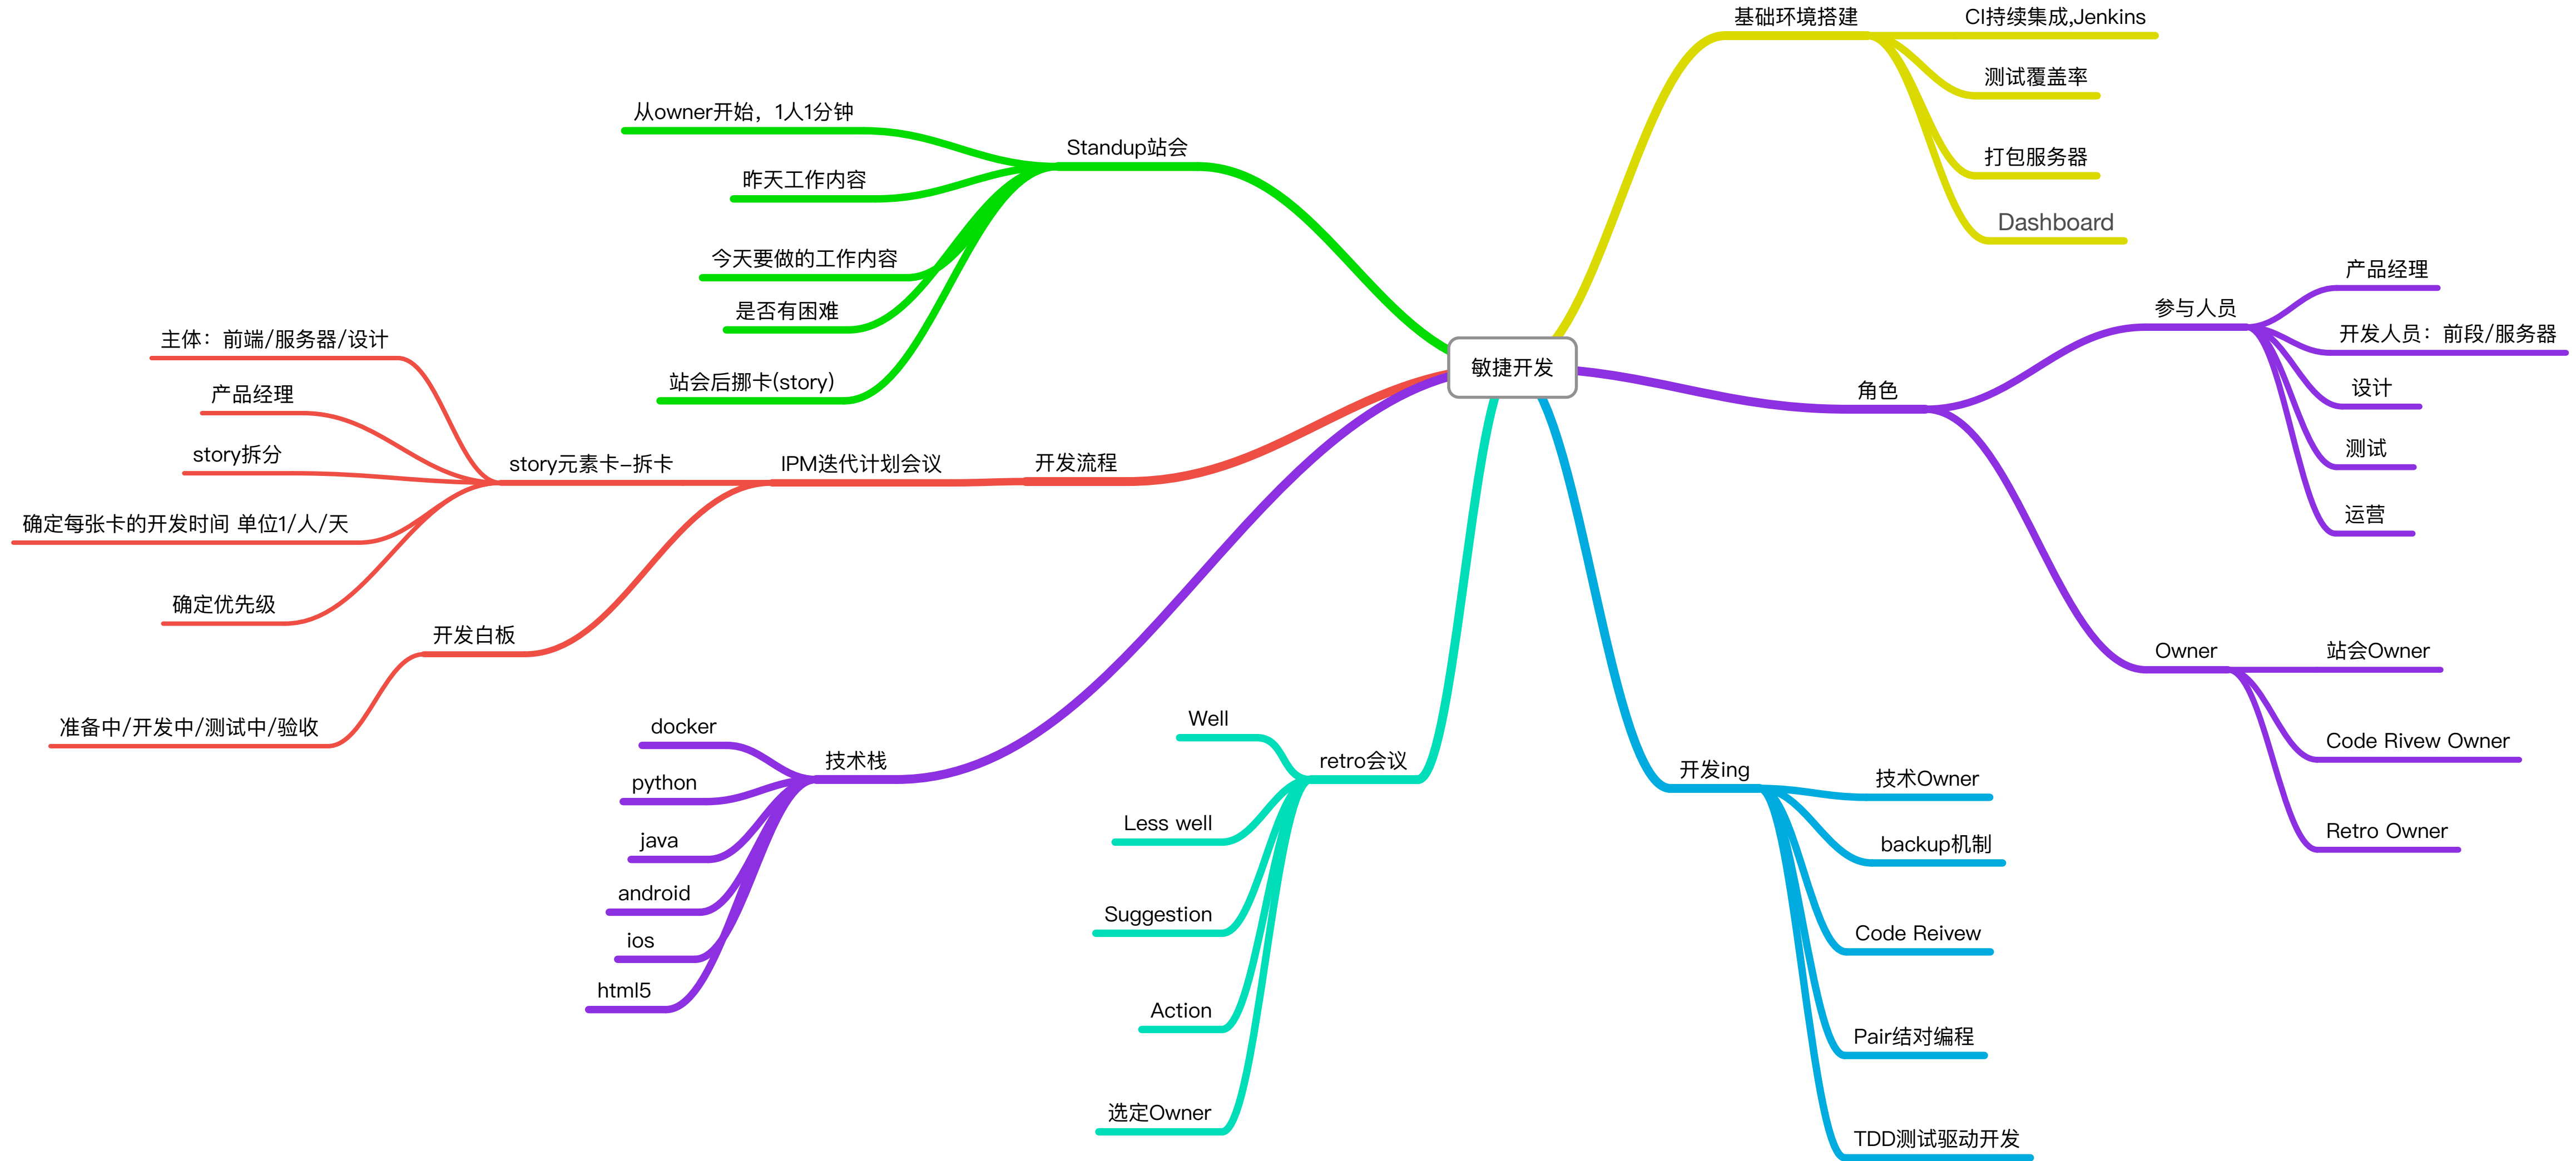 敏捷开发
基础环境搭建
CI持续集成,Jenkins
测试覆盖率
打包服务器
Dashboard
角色
参与人员
产品经理
开发人员：前段/服务器
设计
测试
运营
Owner
站会Owner
Code Rivew Owner
Retro Owner
开发ing
技术Owner
backup机制
Code Reivew
Pair结对编程
TDD测试驱动开发
retro会议
Well
Less well
Suggestion
Action
选定Owner
技术栈
docker
python
java
android
ios
html5
开发流程
IPM迭代计划会议
story元素卡-拆卡
主体：前端/服务器/设计
产品经理
story拆分
确定每张卡的开发时间 单位1/人/天
确定优先级
开发白板
准备中/开发中/测试中/验收
Standup站会
从owner开始，1人1分钟
昨天工作内容
今天要做的工作内容
是否有困难
站会后挪卡(story)